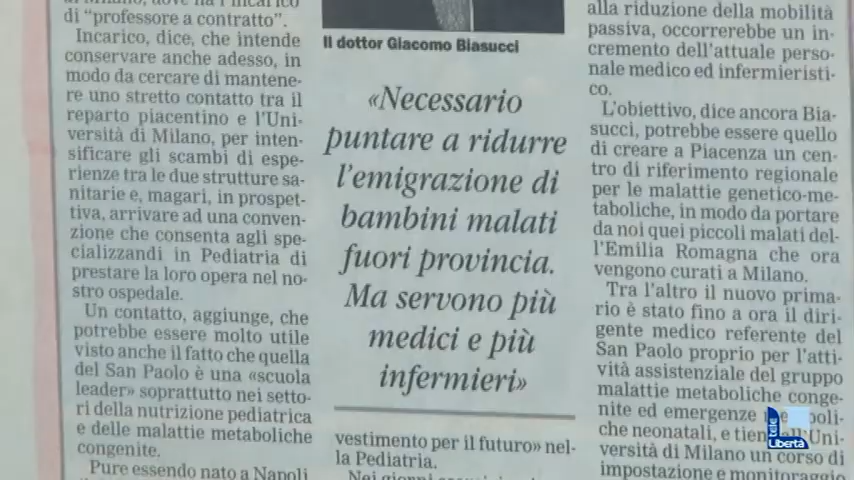 di Milano, dove ha l'incarico
di “professore a contratto”.
Incarico, dice, che intende
conservare anche adesso, in
modo da cercare di mantene-
re uno stretto contatto tra il
reparto piacentino e l'Uni-
versità di Milano, per inten-
sificare gli scambi di espe-
rienze tra le due strutture sa-
nitarie e, magari, in prospet-
tiva, arrivare ad una conven-
zione che consenta agli spe-
cializzandi in Pediatria di
prestare la loro opera nel no-
stro ospedale.
Un contatto, aggiunge, che
potrebbe essere molto utile
visto anche il fatto che quella
del San Paolo è una «scuola
leader» soprattutto nei setto-
ri della nutrizione pediatrica
e delle malattie metaboliche
congenite.
Pure essendo nato a Napoli
Il dottor Giacomo Biasucci
«Necessario
puntare a ridurre
l'emigrazione di
bambini malati
fuori provincia.
Ma servono più
medici e più
infermieri»
vestimento per il futuro» nel-
la Pediatria.
alla riduzione della mobilità
passiva, occorrerebbe un in-
cremento dell'attuale perso-
nale medico ed infermieristi-
co.
L'obiettivo, dice ancora Bia-
succi, potrebbe essere quello
di creare a Piacenza un cen-
tro di riferimento regionale
per le malattie genetico-me-
taboliche, in modo da portare
da noi quei piccoli malati del-
l'Emilia Romagna che ora
vengono curati a Milano.
Tra l'altro il nuovo prima-
rio è stato fino a ora il diri-
gente medico referente del
San Paolo proprio per l'atti-
vità assistenziale del gruppo
malattie metaboliche conge-
nite ed emergenze
che neonatali, e
versità di Milano un corso di
impostazione e monitoraggio
tele
Libertà